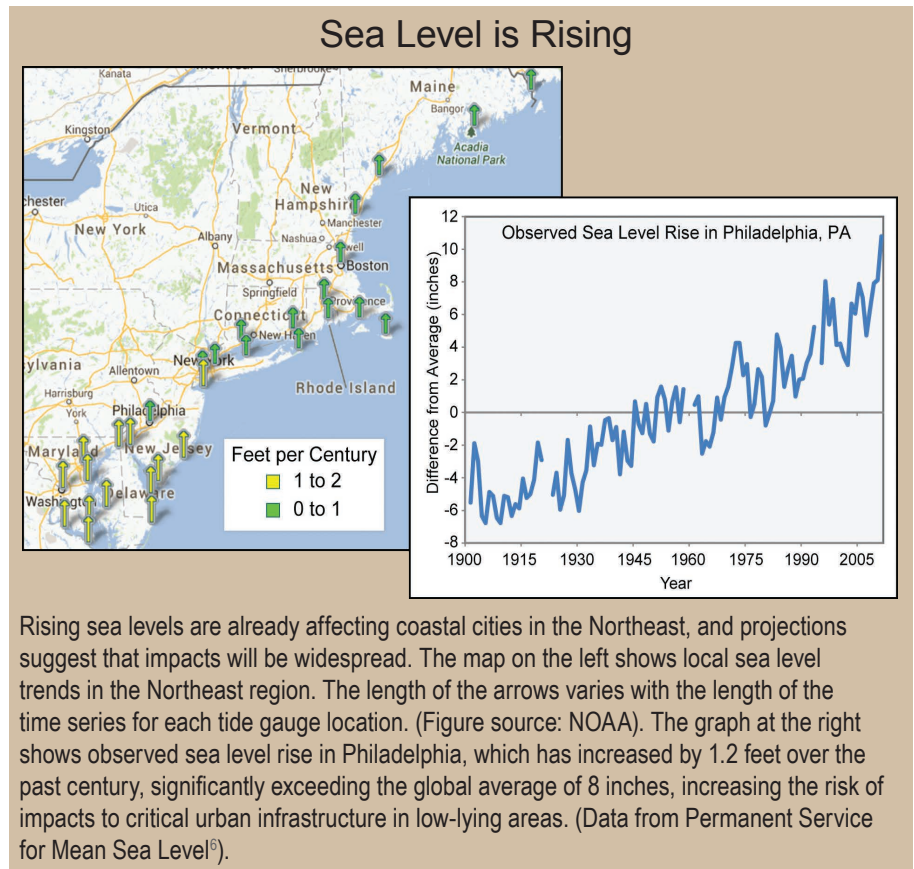 Sea Level is Rising
Kanata
Sherbrooke
Maine
Bangor
Kingston
Vermont
Acadia
National Park
New
Hampshire
chester
Utica
Manchester
New York
Albany
Nashua
well
Massachusetts
Boston
Springfield
Providence
Connecticut
New Haven
New York
ylvania
Allentown
Rhode Island
Harrisburg
York
Philadelphia
Maryland
New Jersey
Washington
Delaware
Feet per Century
1 to 2
0 to 1
Observed Sea Level Rise in Philadelphia, PA
Difference from Average (inches)
12
10
8
6
4
2
0
-2
-4
-6
-8
1900
1915
1930
1945
1960
1975
1990
2005
Year
Rising sea levels are already affecting coastal cities in the Northeast, and projections
suggest that impacts will be widespread. The map on the left shows local sea level
trends in the Northeast region. The length of the arrows varies with the length of the
time series for each tide gauge location. (Figure source: NOAA). The graph at the right
shows observed sea level rise in Philadelphia, which has increased by 1.2 feet over the
past century, significantly exceeding the global average of 8 inches, increasing the risk of
impacts to critical urban infrastructure in low-lying areas. (Data from Permanent Service
for Mean Sea Level6).